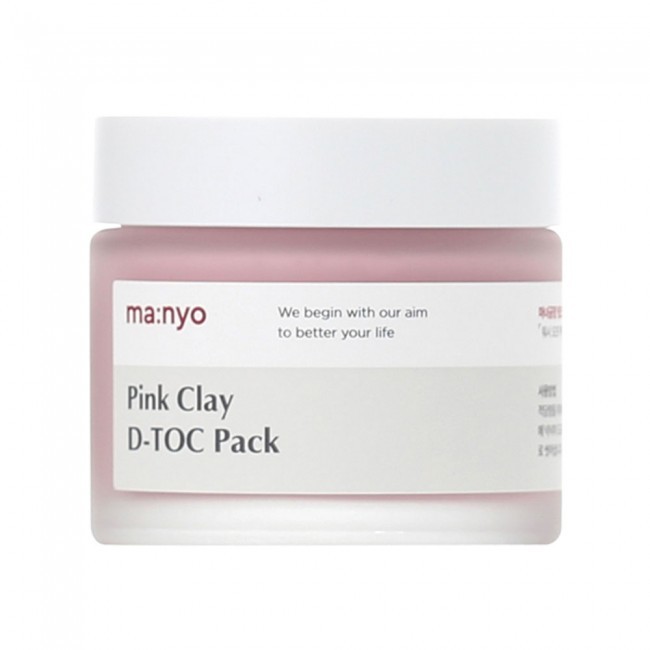 ma:nyo
We begin with our aim
to better your life
Pink Clay
D-TOC Pack